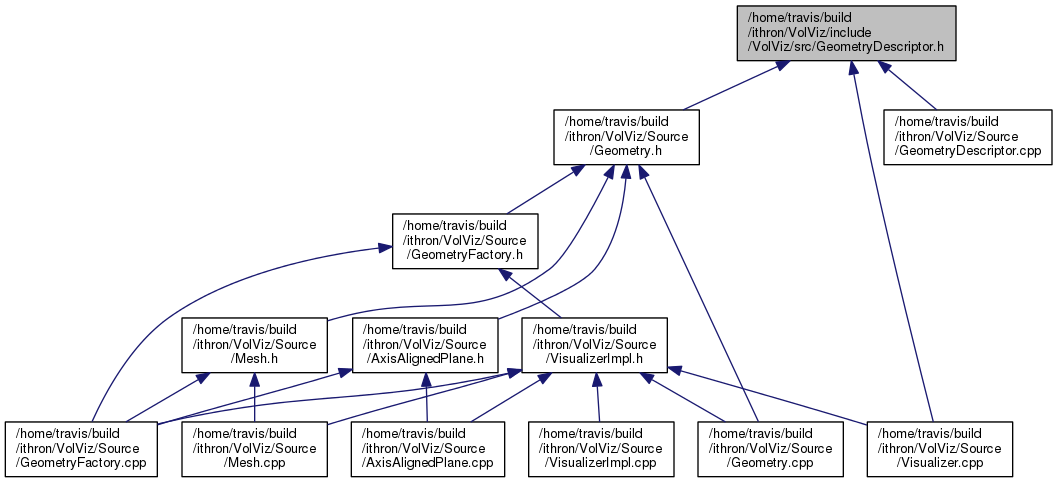 /home/travis/build
/ithron/VolViz/include
/VolViz/src/GeometryDescriptor.h
/home/travis/build
/ithron/VolViz/Source
/Geometry.h
/home/travis/build
/ithron/VolViz/Source
/GeometryDescriptor.cpp
/home/travis/build
/ithron/VolViz/Source
/GeometryFactory.h
/home/travis/build
/ithron/VolViz/Source
/Mesh.h
/home/travis/build
/ithron/VolViz/Source
/AxisAlignedPlane.h
/home/travis/build
/ithron/VolViz/Source
/VisualizerImpl.h
/home/travis/build
/ithron/VolViz/Source
/GeometryFactory.cpp
/home/travis/build
/ithron/VolViz/Source
/Mesh.cpp
/home/travis/build
/ithron/VolViz/Source
/AxisAlignedPlane.cpp
/home/travis/build
/ithron/VolViz/Source
/VisualizerImpl.cpp
/home/travis/build
/ithron/VolViz/Source
/Geometry.cpp
/home/travis/build
/ithron/VolViz/Source
/Visualizer.cpp